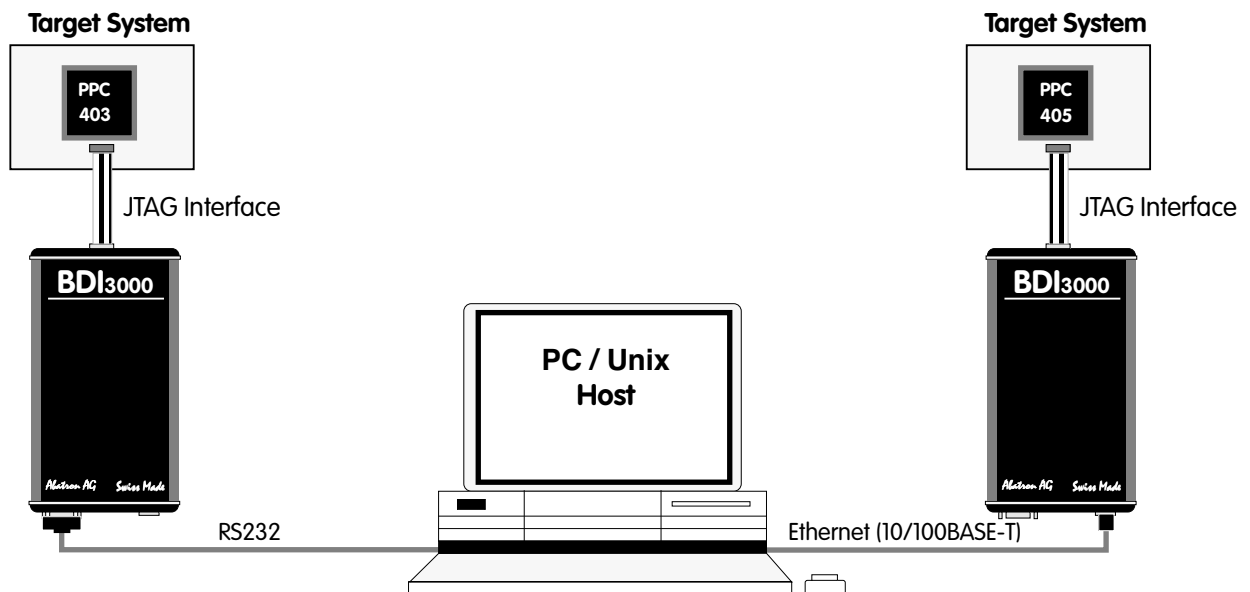 Target System
Target System
PPC
403
PPC
405
JTAG Interface
JTAG Interface
BDI3000
BDI3000
PC / Unix
Host
Abatron AG Swiss Made
Abatron AG Swiss Made
RS232
Ethernet (10/100BASE-T)